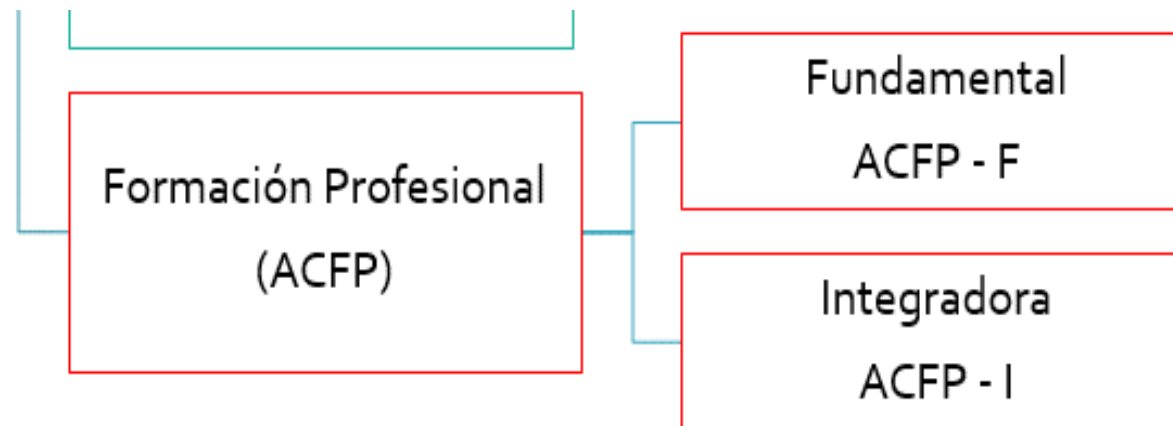 Formación Profesional
(ACFP)
Fundamental
ACFP - F
Integradora
ACFP - I